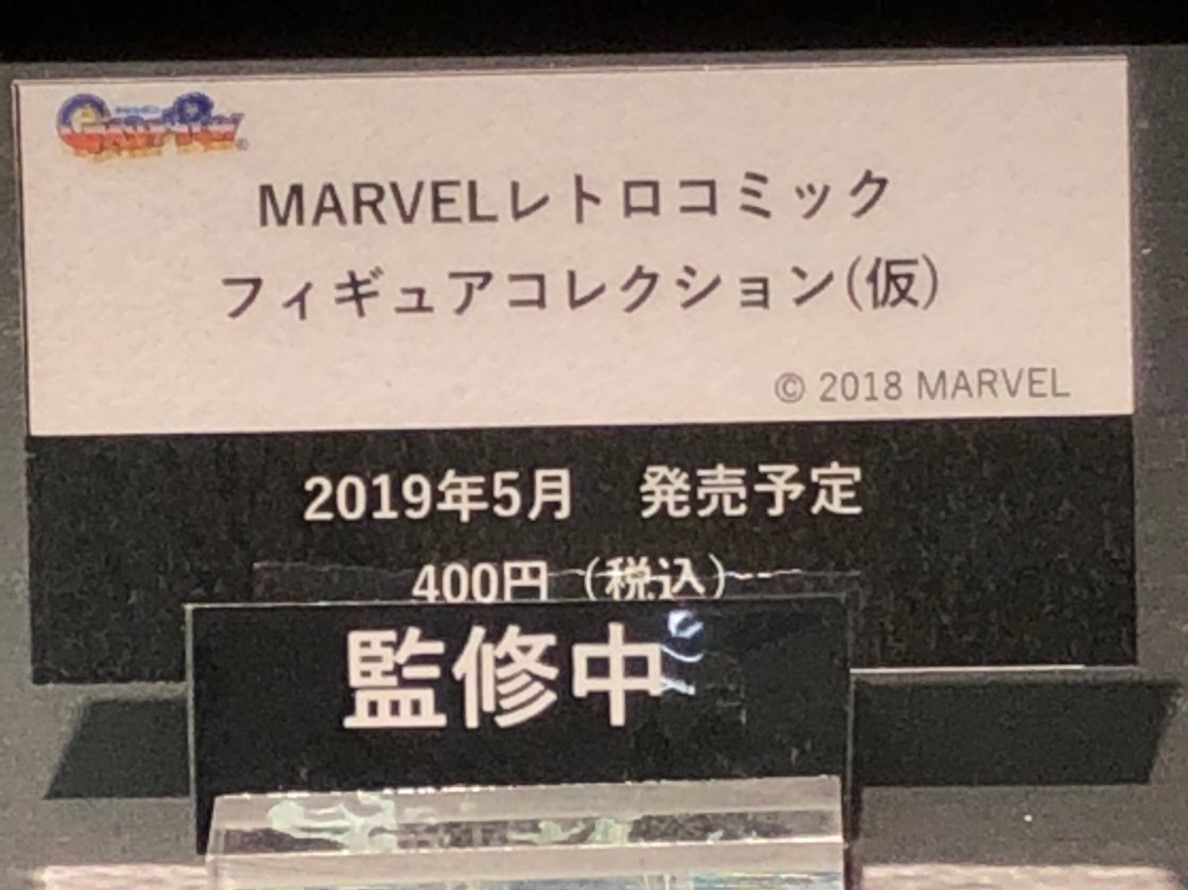 MARVELレトロコミック
フィギュアコレクション(仮)
© 2018 MARVEL
2019年5月 発売予定
400円（税込）
監修中